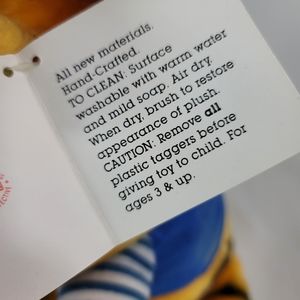 All new materials.
Hand-Crafted.
TO CLEAN: Surface
washable with warm water
and mild soap. Air dry.
When dry, brush to restore
appearance of plush.
CAUTION: Remove all
plastic taggers before
giving toy to child. For
ages 3 & up.